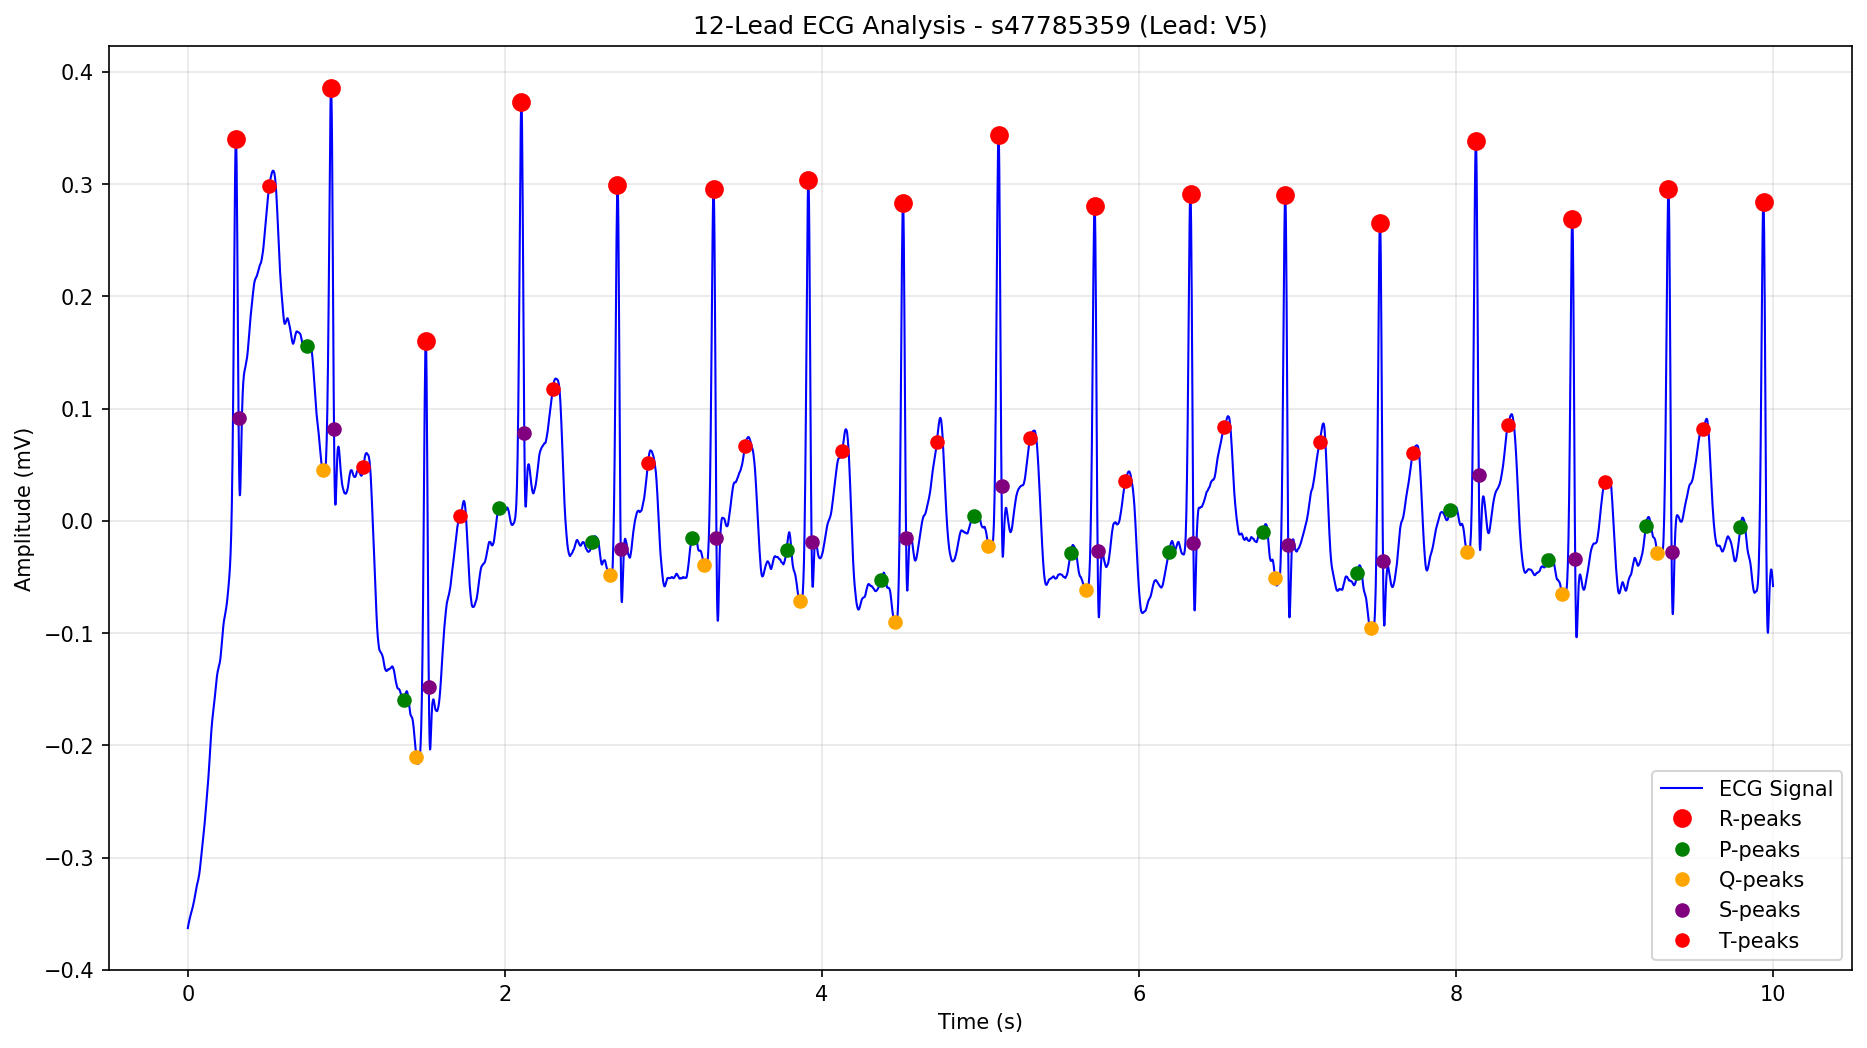 12-Lead ECG Analysis - s47785359 (Lead: V5)
Amplitude (mV)
0.4
0.3
0.2
0.1
0.0
−0.1
−0.2
−0.3
−0.4
0 2 4 6 8 10
Time (s)
ECG Signal
R-peaks
P-peaks
Q-peaks
S-peaks
T-peaks